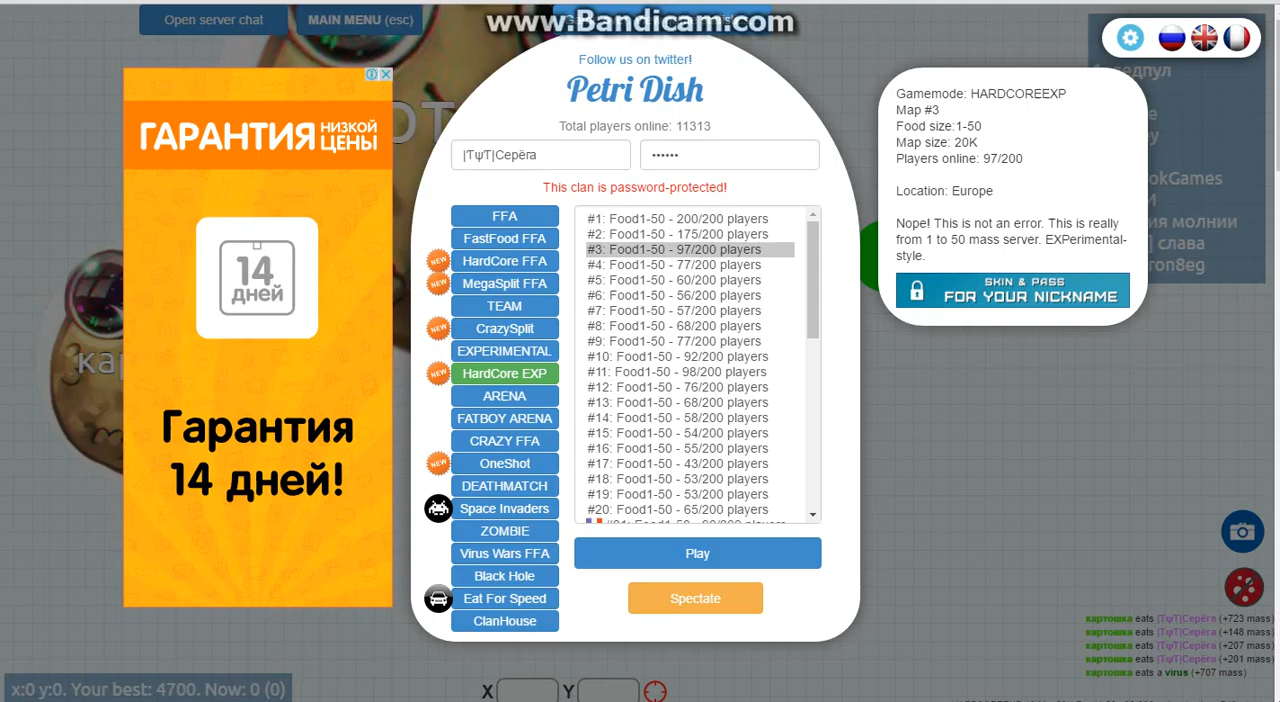 www.Bandicam.com
Open server chat
MAIN MENU (esc)
Follow us on twitter!
Petri Dish
Total players online: 11313
|TψT|Серёга
••••••
This clan is password-protected!
FFA
FastFood FFA
NEW
HardCore FFA
NEW
MegaSplit FFA
TEAM
NEW
CrazySplit
EXPERIMENTAL
NEW
HardCore EXP
ARENA
FATBOY ARENA
CRAZY FFA
NEW
OneShot
DEATHMATCH
Space Invaders
ZOMBIE
Virus Wars FFA
Black Hole
Eat For Speed
ClanHouse
#1: Food1-50 - 200/200 players
#2: Food1-50 - 175/200 players
#3: Food1-50 - 97/200 players
#4: Food1-50 - 77/200 players
#5: Food1-50 - 60/200 players
#6: Food1-50 - 56/200 players
#7: Food1-50 - 57/200 players
#8: Food1-50 - 68/200 players
#9: Food1-50 - 77/200 players
#10: Food1-50 - 92/200 players
#11: Food1-50 - 98/200 players
#12: Food1-50 - 76/200 players
#13: Food1-50 - 68/200 players
#14: Food1-50 - 58/200 players
#15: Food1-50 - 54/200 players
#16: Food1-50 - 55/200 players
#17: Food1-50 - 43/200 players
#18: Food1-50 - 53/200 players
#19: Food1-50 - 53/200 players
#20: Food1-50 - 65/200 players
Play
Spectate
ГАРАНТИЯ НИЗКОЙ ЦЕНЫ
14
дней
Гарантия
14 дней!
Gamemode: HARDCOREEXP
Map #3
Food size:1-50
Map size: 20K
Players online: 97/200
Location: Europe
Nope! This is not an error. This is really
from 1 to 50 mass server. EXPerimental-
style.
SKIN & PASS
FOR YOUR NICKNAME
слава
картошка eats |TψT|Серёга (+723 mass)
картошка eats |TψT|Серёга (+148 mass)
картошка eats |TψT|Серёга (+207 mass)
картошка eats |TψT|Серёга (+201 mass)
картошка eats a virus (+707 mass)
x:0 y:0. Your best: 4700. Now: 0 (0)
X
Y